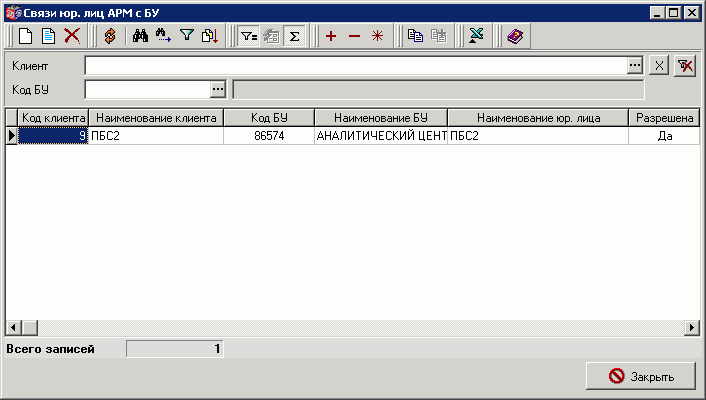 Связи юр. лиц АРМ с БУ
Клиент
Код БУ
Код клиента Наименование клиента Код БУ Наименование БУ Наименование юр. лица Разрешена
9 ПБС2 86574 АНАЛИТИЧЕСКИЙ ЦЕНТ ПБС2 Да
Всего записей 1
Закрыть